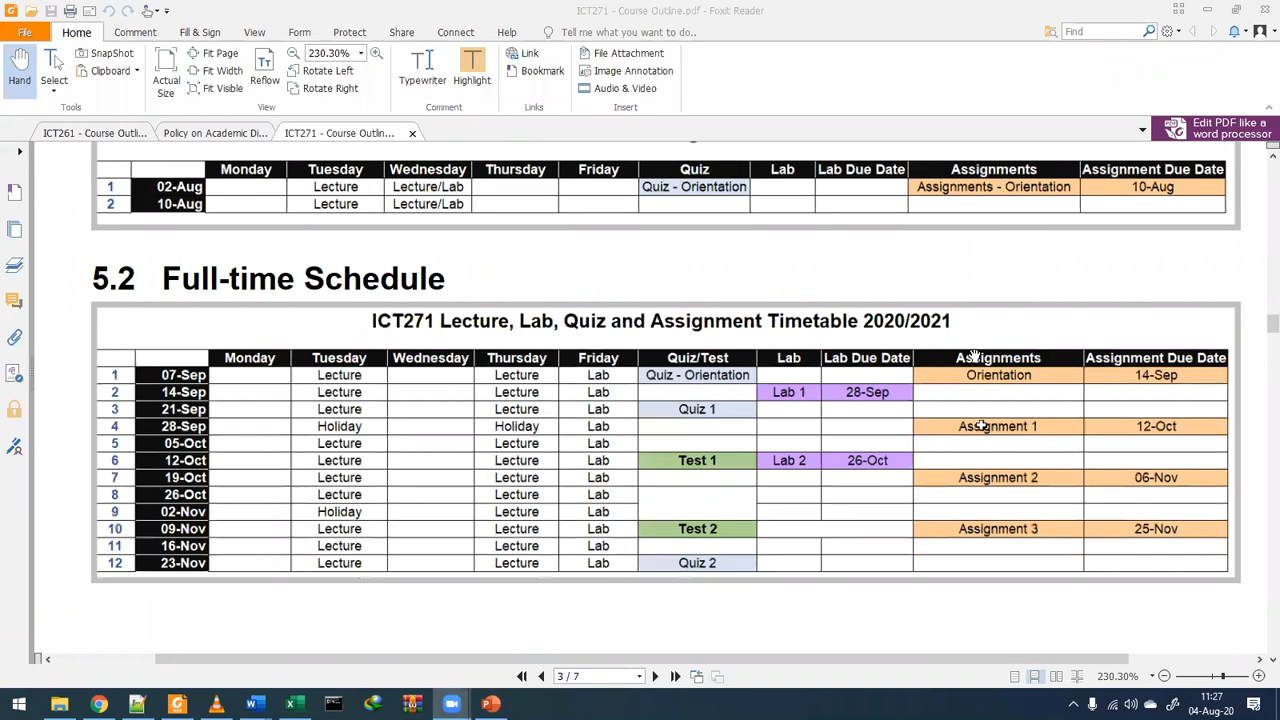 ICT271 - Course Outline.pdf - Foxit Reader
File Home Comment View Fill & Sign Form Protect Share Connect Help Tell me what you want to do.. Find
Hand Select SnapShot Clipboard Actual Size Fit Page Fit Width Fit Visible Reflow 230.30% Rotate Left Rotate Right Typewriter Highlight Link Bookmark File Attachment Image Annotation Audio & Video
Tools View Comment Links Insert
ICT261 - Course Outli... Policy on Academic Di... ICT271 - Course Outlin... Edit PDF like a word processor
Monday Tuesday Wednesday Thursday Friday Quiz Lab Lab Due Date Assignments Assignment Due Date
1 02-Aug Lecture Lecture/Lab Quiz - Orientation Assignments - Orientation 10-Aug
2 10-Aug Lecture Lecture/Lab
5.2 Full-time Schedule
ICT271 Lecture, Lab, Quiz and Assignment Timetable 2020/2021
Monday Tuesday Wednesday Thursday Friday Quiz/Test Lab Lab Due Date Assignments Assignment Due Date
1 07-Sep Lecture Lecture Lab Quiz - Orientation Orientation 14-Sep
2 14-Sep Lecture Lecture Lab Lab 1 28-Sep
3 21-Sep Lecture Lecture Lab Quiz 1
4 28-Sep Holiday Holiday Lab Assignment 1 12-Oct
5 05-Oct Lecture Lecture Lab
6 12-Oct Lecture Lecture Lab Test 1 Lab 2 26-Oct
7 19-Oct Lecture Lecture Lab Assignment 2 06-Nov
8 26-Oct Lecture Lecture Lab
9 02-Nov Holiday Lecture Lab
10 09-Nov Lecture Lecture Lab Test 2 Assignment 3 25-Nov
11 16-Nov Lecture Lecture Lab
12 23-Nov Lecture Lecture Lab Quiz 2
3 / 7 230.30%
11:27
04-Aug-20